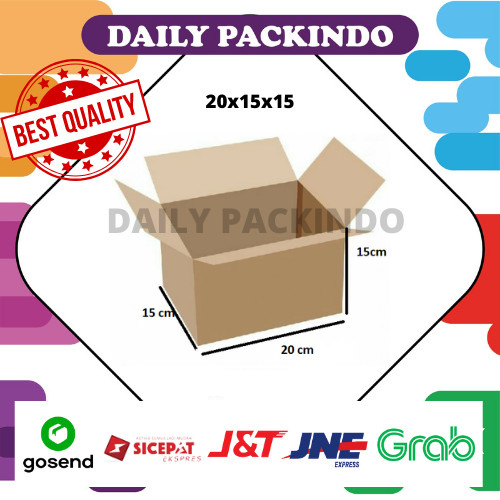 DAILY PACKINDO
BEST QUALITY
20x15x15
DAILY PACKINDO
15cm
15 cm
20 cm
gosend
SICEPAT
EKSPRES
J&T
JNE
EXPRESS
Grab